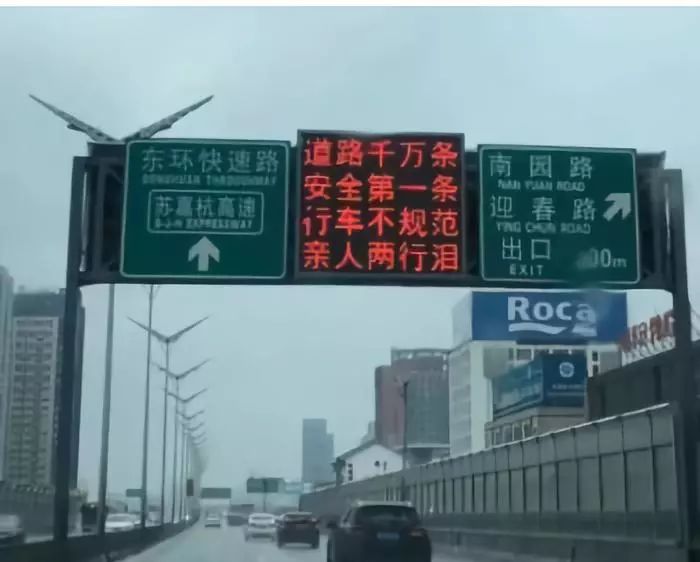 东环快速路
DONGHUAN THROUGHWAY
苏嘉杭高速
S-J-H EXPRESSWAY
道路千万条
安全第一条
行车不规范
亲人两行泪
南园路
NAN YUAN ROAD
迎春路
YING CHUN ROAD
出口
EXIT
00m
Roca